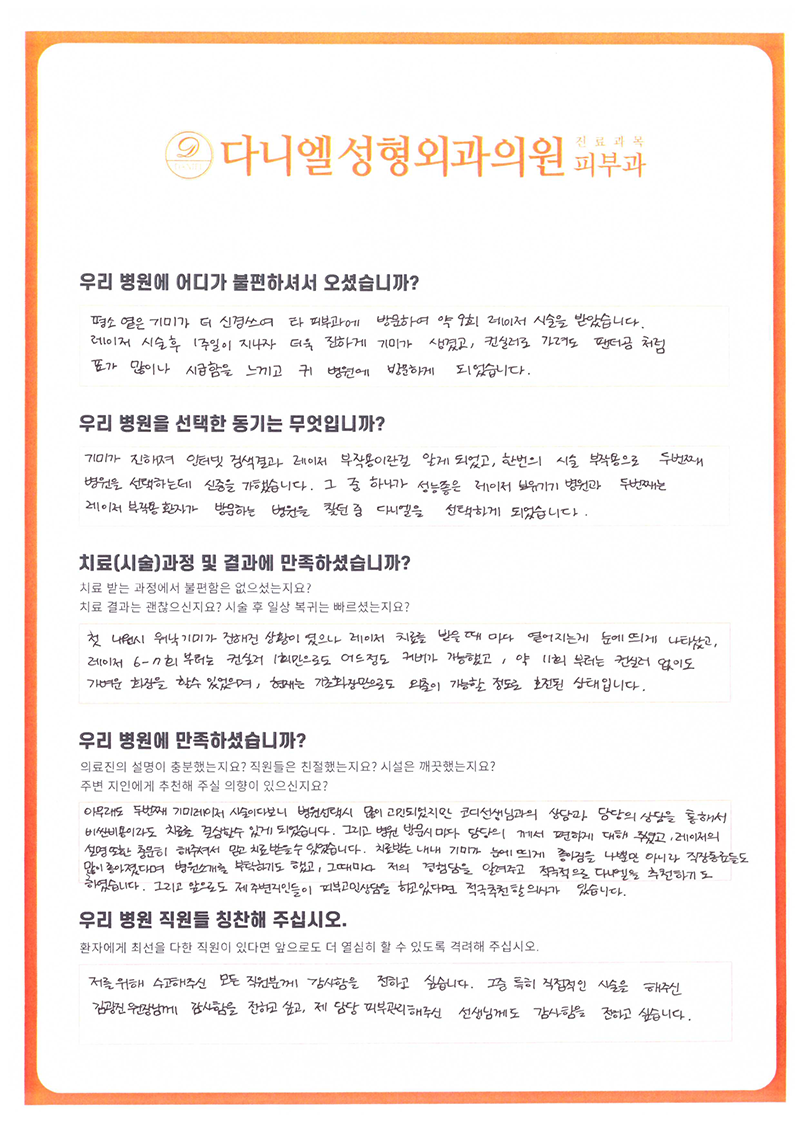 다니엘성형외과의원 진료과목 피부과
우리 병원에 어디가 불편하셔서 오셨습니까?
평소 옅은 기미가 더 신경쓰여 타 피부과에 방문하여 약 9회 레이저 시술을 받았습니다.
레이저 시술후 1주일이 지나자 더욱 진하게 기미가 생겼고, 컨실러로 가려도 팬더곰 처럼
표가 많이나 시급함을 느끼고 귀 병원에 방문하게 되었습니다.
우리 병원을 선택한 동기는 무엇입니까?
기미가 진해져 인터넷 검색결과 레이저 부작용이란걸 알게 되었고, 한번의 시술 부작용으로 두번째
병원을 선택하는데 신중을 가했습니다. 그 중 하나가 성능좋은 레이저 보유기기 병원과 두번째는
레이저 부작용 환자가 방문하는 병원을 찾던 중 다니엘을 선택하게 되었습니다.
치료(시술)과정 및 결과에 만족하셨습니까?
치료 받는 과정에서 불편함은 없으셨는지요?
치료 결과는 괜찮으신지요? 시술 후 일상 복귀는 빠르셨는지요?
첫 내원시 워낙 기미가 진해진 상황이 였으나 레이저 치료를 받을때 마다 옅어지는게 눈에 띄게 나타났고,
레이저 6-7회 부터는 컨실러 1회만으로도 어느정도 커버가 가능했고, 약 11회 부터는 컨실러 없이도
가벼운 화장을 할수 있었으며, 현재는 기초화장만으로도 외출이 가능할 정도로 호전된 상태입니다.
우리 병원에 만족하셨습니까?
의료진의 설명이 충분했는지요? 직원들은 친절했는지요? 시설은 깨끗했는지요?
주변 지인에게 추천해 주실 의향이 있으신지요?
아무래도 두번째 기미레이저 시술이다보니 병원선택시 많이 고민되었지만 코디선생님과의 상담과 담당의 상담을 통해서
비싼비용이라도 치료를 결심할수 있게 되었습니다. 그리고 병원 방문시마다 담당의 께서 편하게 대해 주셨고, 레이저의
설명 또한 충분히 해주셔서 믿고 치료받을수 있었습니다. 치료받는 내내 기미가 눈에 띄게 좋아짐을 나뿐만 아니라 직장동료들도
많이 좋아졌다며 병원소개를 부탁하기도 했고, 그때마다 저의 경험담을 알려주고 적극적으로 다니엘을 추천하기도
하였습니다. 그리고 앞으로도 제 주변지인들이 피부고민상담을 하고있다면 적극추천할 의사가 있습니다.
우리 병원 직원들 칭찬해 주십시오.
환자에게 최선을 다한 직원이 있다면 앞으로도 더 열심히 할 수 있도록 격려해 주십시오.
저를 위해 수고해주신 모든 직원분께 감사함을 전하고 싶습니다. 그중 특히 직접적인 시술을 해주신
김광진 원장님께 감사함을 전하고 싶고, 제 담당 피부관리해주신 선생님께도 감사함을 전하고 싶습니다.